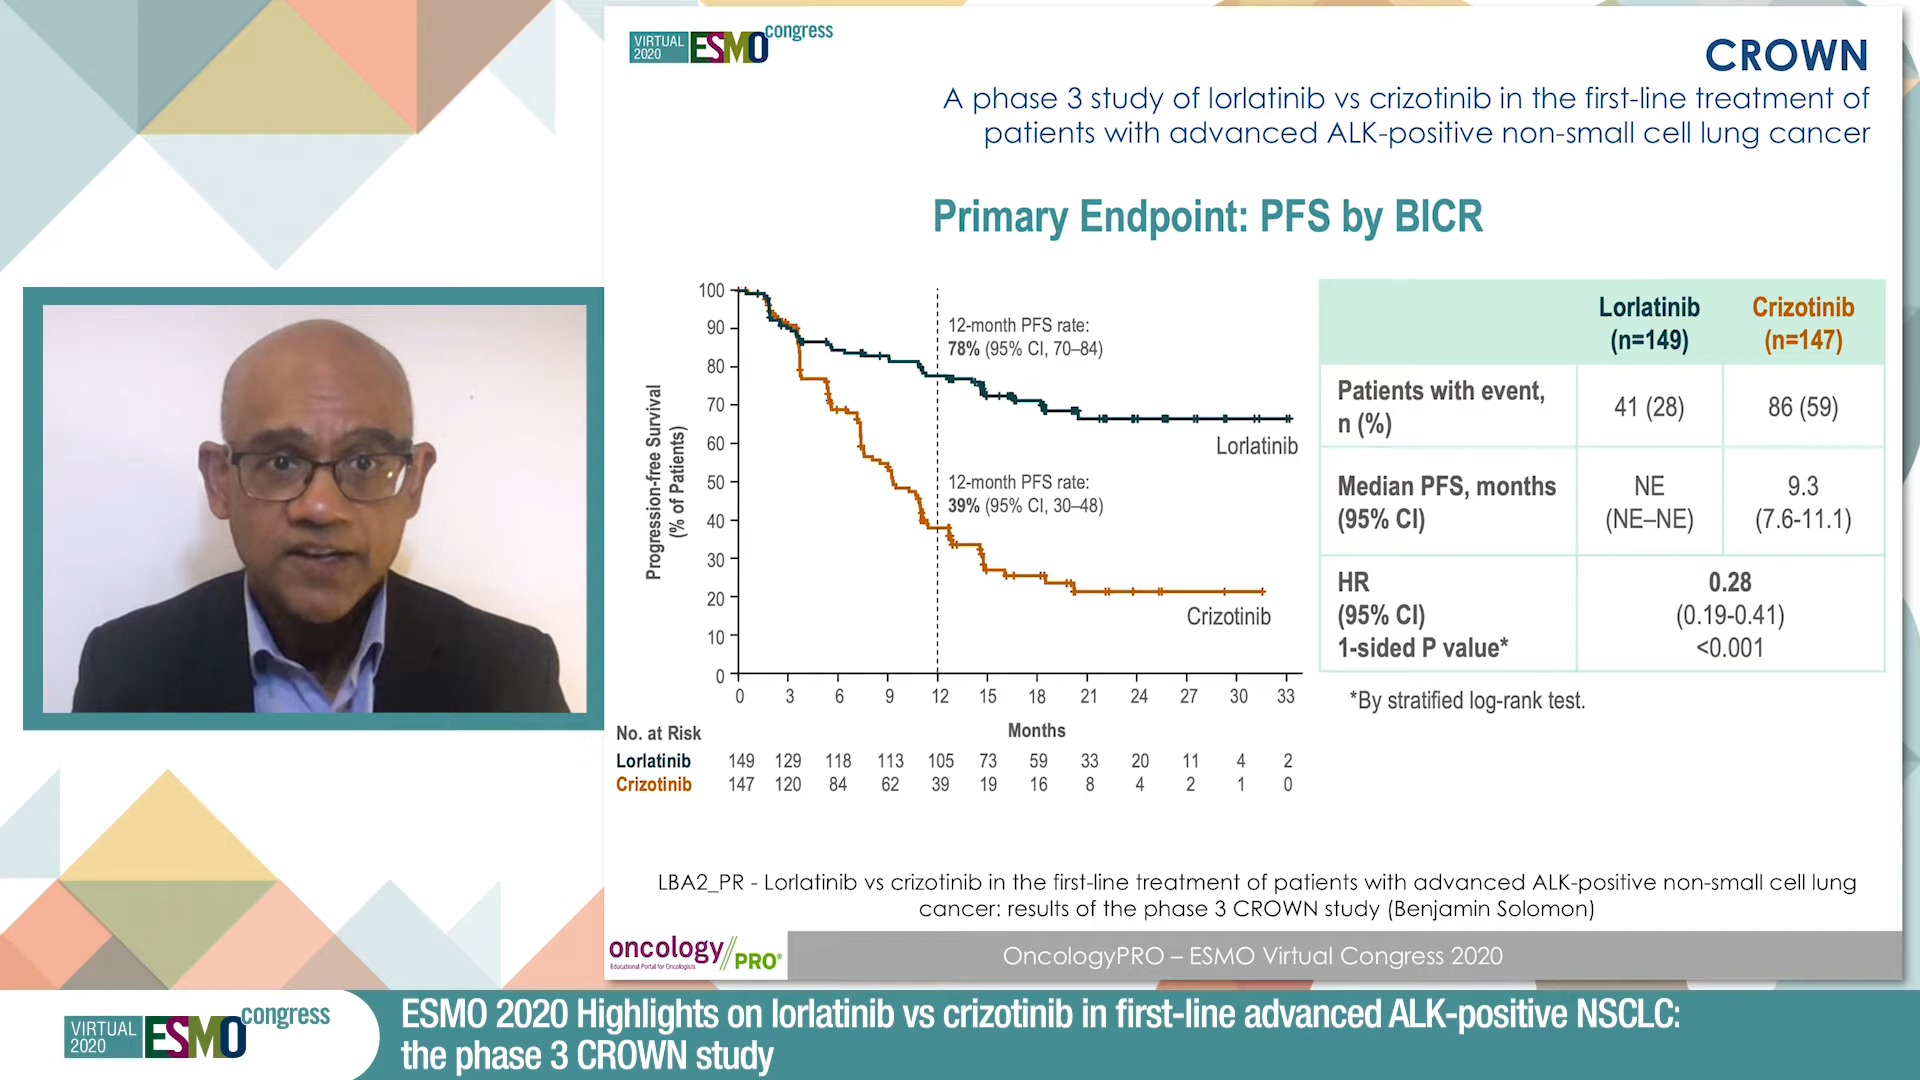 VIRTUAL
2020
ESMO
congress
CROWN
A phase 3 study of lorlatinib vs crizotinib in the first-line treatment of
patients with advanced ALK-positive non-small cell lung cancer
Primary Endpoint: PFS by BICR
Progression-free Survival
(% of Patients)
100
90
80
70
60
50
40
30
20
10
0
12-month PFS rate:
78% (95% CI, 70–84)
Lorlatinib
12-month PFS rate:
39% (95% CI, 30–48)
Crizotinib
0 3 6 9 12 15 18 21 24 27 30 33
Months
No. at Risk
Lorlatinib 149 129 118 113 105 73 59 33 20 11 4 2
Crizotinib 147 120 84 62 39 19 16 8 4 2 1 0
Lorlatinib Crizotinib
(n=149) (n=147)
Patients with event,
n (%)
41 (28) 86 (59)
Median PFS, months NE 9.3
(95% CI) (NE–NE) (7.6-11.1)
HR 0.28
(95% CI) (0.19-0.41)
1-sided P value* <0.001
*By stratified log-rank test.
LBA2_PR - Lorlatinib vs crizotinib in the first-line treatment of patients with advanced ALK-positive non-small cell lung
cancer: results of the phase 3 CROWN study (Benjamin Solomon)
oncology//PRO®
Educational Portal for Oncologists
OncologyPRO – ESMO Virtual Congress 2020
VIRTUAL
2020
ESMO
congress
ESMO 2020 Highlights on lorlatinib vs crizotinib in first-line advanced ALK-positive NSCLC:
the phase 3 CROWN study